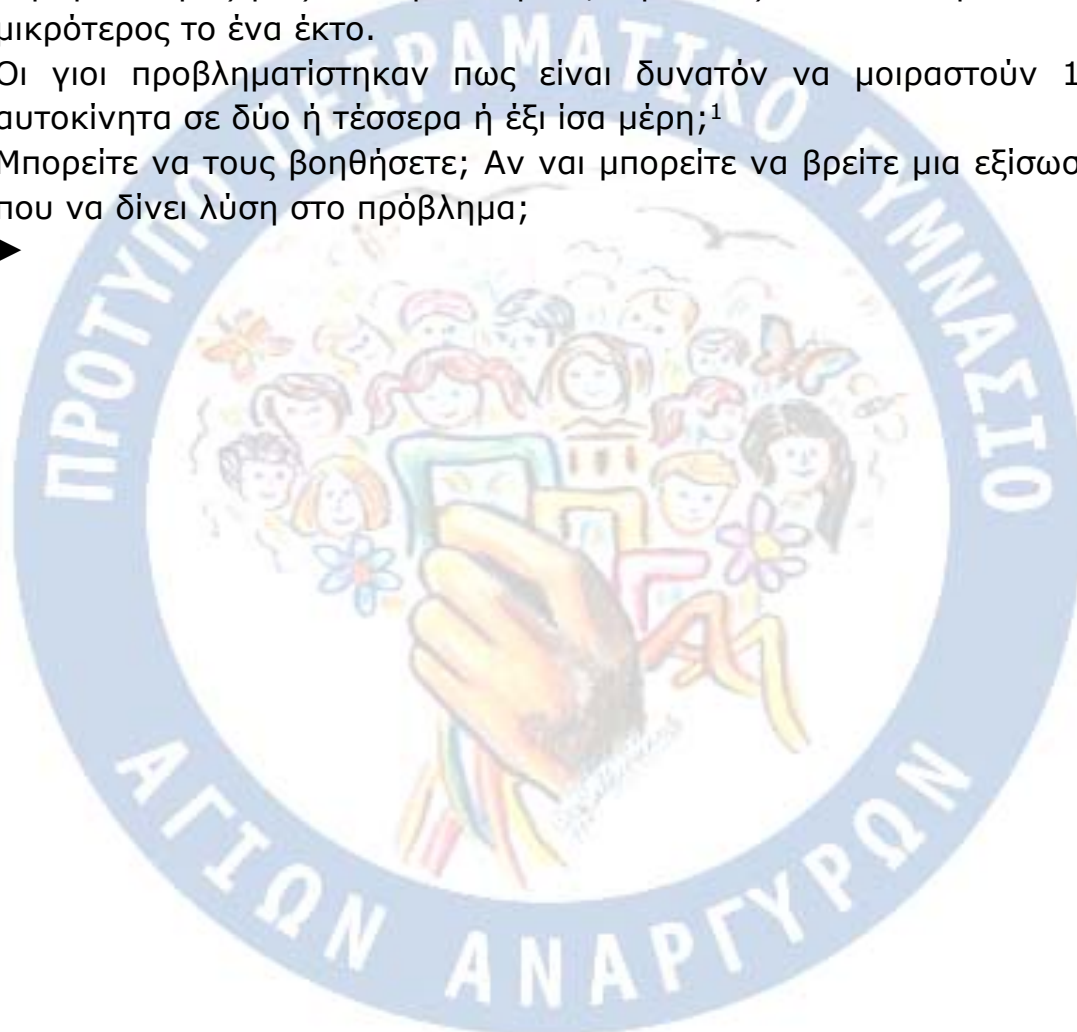 μικρότερος το ένα έκτο.
Οι γιοι προβληματίστηκαν πως είναι δυνατόν να μοιραστούν 1
αυτοκίνητα σε δύο ή τέσσερα ή έξι ίσα μέρη;1
Μπορείτε να τους βοηθήσετε; Αν ναι μπορείτε να βρείτε μια εξίσωσ
που να δίνει λύση στο πρόβλημα;
ΠΡΟΤΥΠΟ ΠΕΙΡΑΜΑΤΙΚΟ ΓΥΜΝΑΣΙΟ
ΑΓΙΩΝ ΑΝΑΡΓΥΡΩΝ